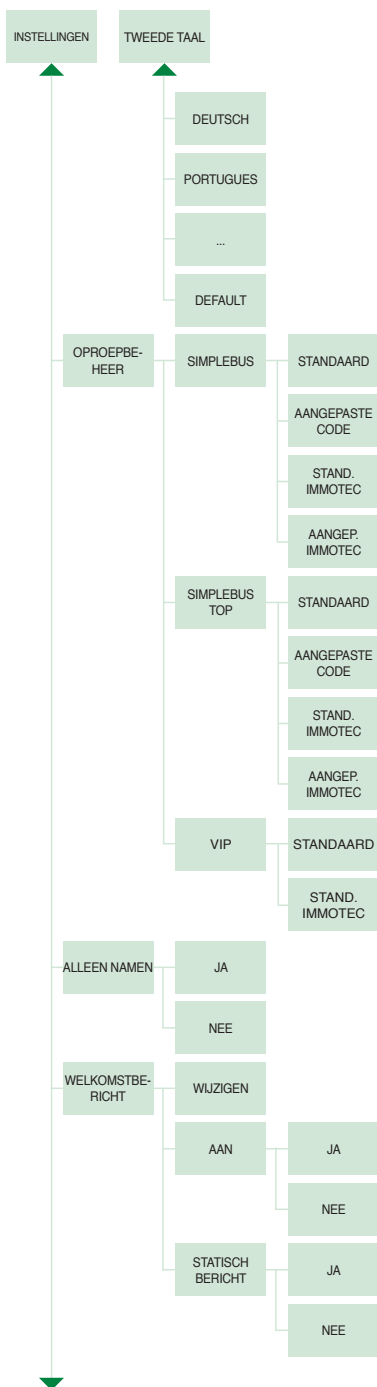 INSTELLINGEN
TWEEDE TAAL
DEUTSCH
PORTUGUES
...
DEFAULT
OPROEPBE-
HEER
SIMPLEBUS
STANDAARD
AANGEPASTE
CODE
STAND.
IMMOTEC
AANGEP.
IMMOTEC
SIMPLEBUS
TOP
STANDAARD
AANGEPASTE
CODE
STAND.
IMMOTEC
AANGEP.
IMMOTEC
VIP
STANDAARD
STAND.
IMMOTEC
ALLEEN NAMEN
JA
NEE
WELKOMSTBE-
RICHT
WIJZIGEN
AAN
JA
NEE
STATISCH
BERICHT
JA
NEE